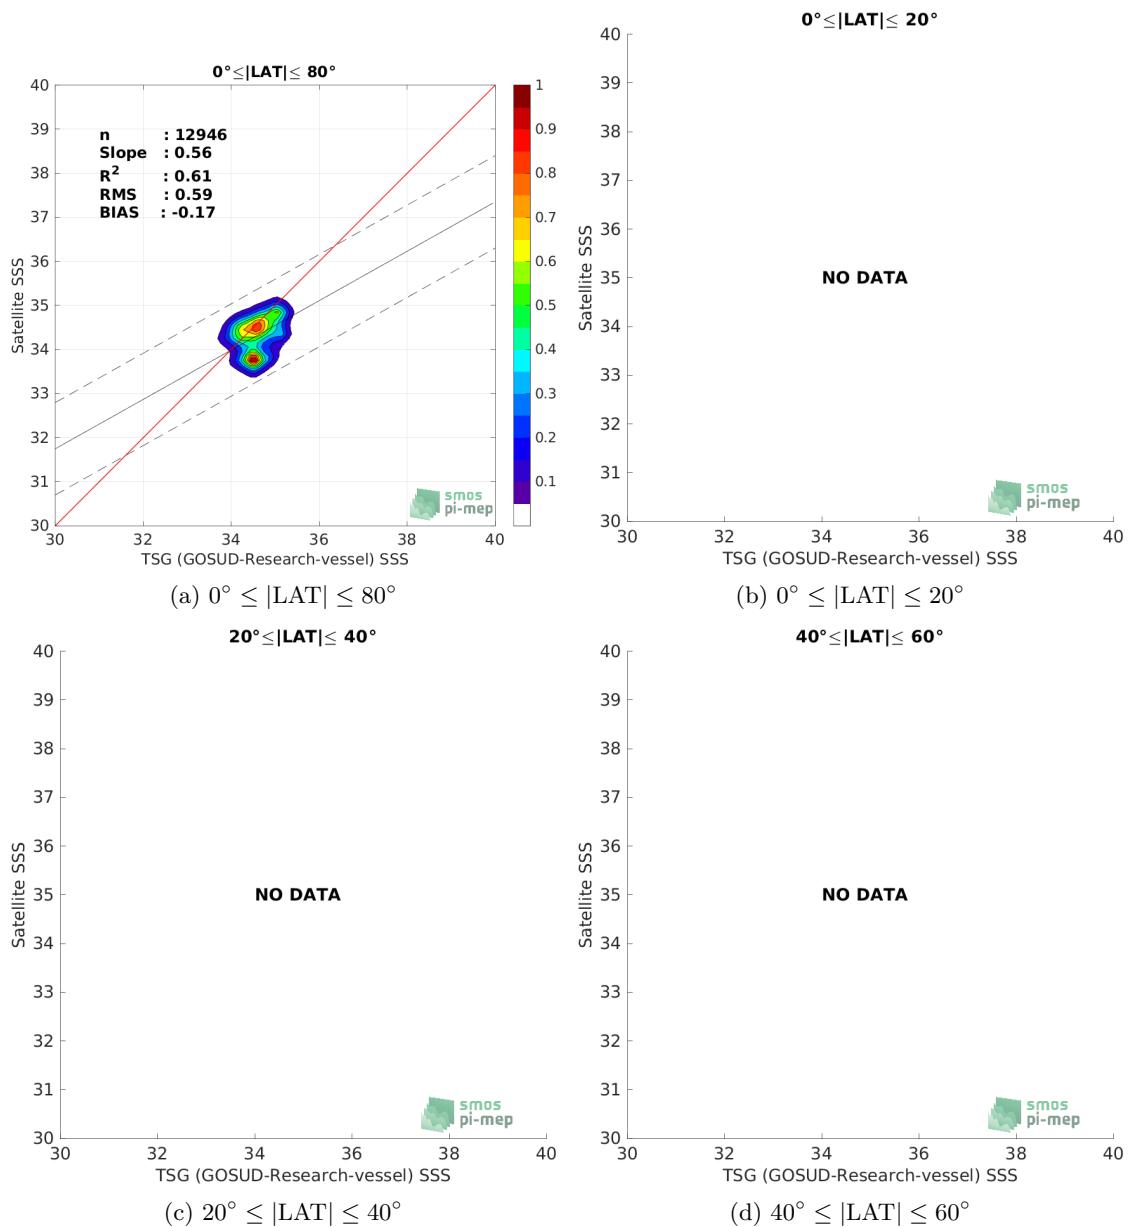 0°≤|LAT|≤ 80°
40
39
38
37
36
35
34
33
32
31
30
Satellite SSS
n : 12946
Slope : 0.56
R² : 0.61
RMS : 0.59
BIAS : -0.17
1
0.9
0.8
0.7
0.6
0.5
0.4
0.3
0.2
0.1
smos
pi-mep
30 32 34 36 38 40
TSG (GOSUD-Research-vessel) SSS
(a) 0° ≤ |LAT| ≤ 80°
0°≤|LAT|≤ 20°
40
39
38
37
36
35
34
33
32
31
30
Satellite SSS
NO DATA
smos
pi-mep
30 32 34 36 38 40
TSG (GOSUD-Research-vessel) SSS
(b) 0° ≤ |LAT| ≤ 20°
20°≤|LAT|≤ 40°
40
39
38
37
36
35
34
33
32
31
30
Satellite SSS
NO DATA
smos
pi-mep
30 32 34 36 38 40
TSG (GOSUD-Research-vessel) SSS
(c) 20° ≤ |LAT| ≤ 40°
40°≤|LAT|≤ 60°
40
39
38
37
36
35
34
33
32
31
30
Satellite SSS
NO DATA
smos
pi-mep
30 32 34 36 38 40
TSG (GOSUD-Research-vessel) SSS
(d) 40° ≤ |LAT| ≤ 60°